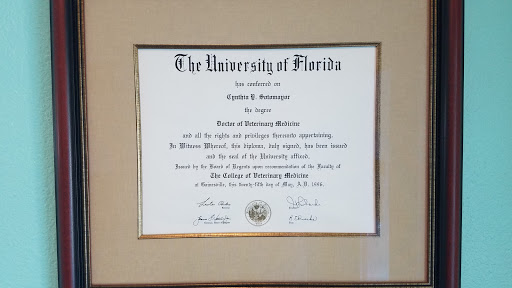 The University of Florida
has conferred on
Cynthia Y. Sotomayor
the degree
Doctor of Veterinary Medicine
and all the rights and privileges thereunto appertaining.
In Witness Whereof, this diploma, duly signed, has been issued
and the seal of the University affixed.
Issued by the Board of Regents upon recommendation of the Faculty of
The College of Veterinary Medicine
at Gainesville, this twenty-fifth day of May, A.D. 1996.